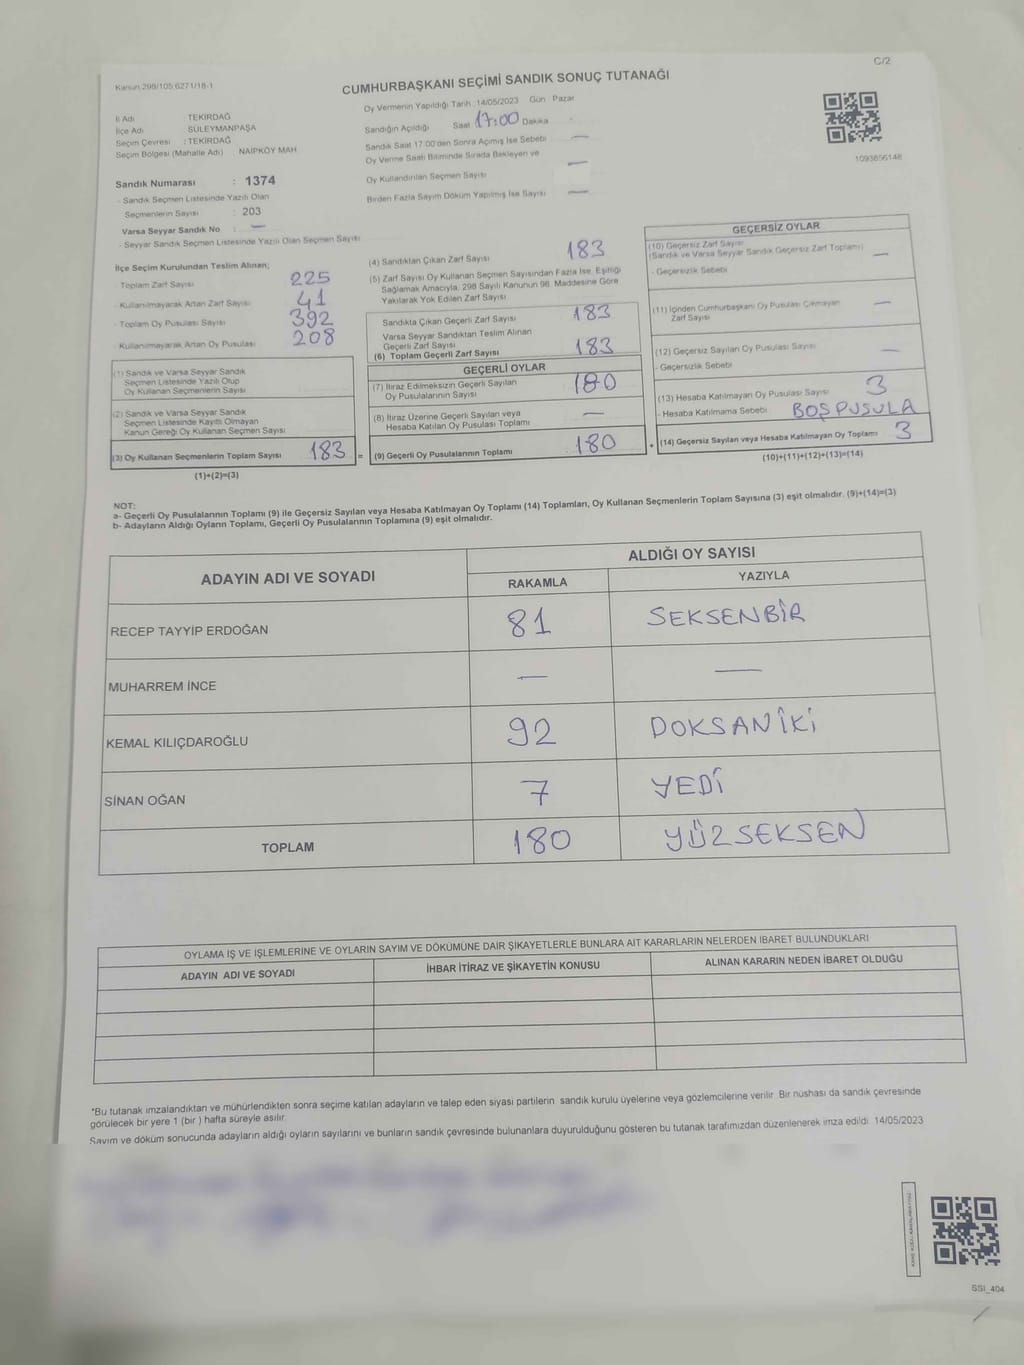 C/2
Kanun 298/105;6271/18-1
CUMHURBAŞKANI SEÇİMİ SANDIK SONUÇ TUTANAĞI
Oy Vermenin Yapıldığı Tarih : 14/05/2023 Gün : Pazar
İl Adı : TEKİRDAĞ
İlçe Adı : SÜLEYMANPAŞA
Seçim Çevresi : TEKİRDAĞ
Seçim Bölgesi (Mahalle Adı) : NAIPKÖY MAH.
Sandığın Açıldığı Saat 17:00 Dakika
Sandık Saat 17.00'den Sonra Açılmış İse Sebebi —
Oy Verme Saati Bitiminde Sırada Bekleyen ve
Oy Kullandırılan Seçmen Sayısı —
Birden Fazla Sayım Döküm Yapılmış İse Sayısı —
1093856148
Sandık Numarası : 1374
- Sandık Seçmen Listesinde Yazılı Olan
Seçmenlerin Sayısı : 203
Varsa Seyyar Sandık No : —
- Seyyar Sandık Seçmen Listesinde Yazılı Olan Seçmen Sayısı
İlçe Seçim Kurulundan Teslim Alınan;
- Toplam Zarf Sayısı 225
- Kullanılmayarak Artan Zarf Sayısı 41
- Toplam Oy Pusulası Sayısı 392
- Kullanılmayarak Artan Oy Pusulası 208
(1) Sandık ve Varsa Seyyar Sandık
Seçmen Listesinde Yazılı Olup
Oy Kullanan Seçmenlerin Sayısı
(2) Sandık ve Varsa Seyyar Sandık
Seçmen Listesinde Kayıtlı Olmayan
Kanun Gereği Oy Kullanan Seçmen Sayısı
(3) Oy Kullanan Seçmenlerin Toplam Sayısı 183 =
(1)+(2)=(3)
(4) Sandıktan Çıkan Zarf Sayısı 183
(5) Zarf Sayısı Oy Kullanan Seçmen Sayısından Fazla İse, Eşitliği
Sağlamak Amacıyla, 298 Sayılı Kanunun 98. Maddesine Göre
Yakılarak Yok Edilen Zarf Sayısı
Sandıkta Çıkan Geçerli Zarf Sayısı 183
Varsa Seyyar Sandıktan Teslim Alınan
Geçerli Zarf Sayısı
(6) Toplam Geçerli Zarf Sayısı 183
GEÇERLİ OYLAR
(7) İtiraz Edilmeksizin Geçerli Sayılan
Oy Pusulalarının Sayısı 180
(8) İtiraz Üzerine Geçerli Sayılan veya
Hesaba Katılan Oy Pusulası Toplamı —
(9) Geçerli Oy Pusulalarının Toplamı 180 +
GEÇERSİZ OYLAR
(10) Geçersiz Zarf Sayısı
(Sandık ve Varsa Seyyar Sandık Geçersiz Zarf Toplamı) —
- Geçersizlik Sebebi
(11) İçinden Cumhurbaşkanı Oy Pusulası Çıkmayan
Zarf Sayısı —
(12) Geçersiz Sayılan Oy Pusulası Sayısı —
- Geçersizlik Sebebi
(13) Hesaba Katılmayan Oy Pusulası Sayısı 3
- Hesaba Katılmama Sebebi BOŞ PUSULA
(14) Geçersiz Sayılan veya Hesaba Katılmayan Oy Toplamı 3
(10)+(11)+(12)+(13)=(14)
NOT:
a- Geçerli Oy Pusulalarının Toplamı (9) ile Geçersiz Sayılan veya Hesaba Katılmayan Oy Toplamı (14) Toplamları, Oy Kullanan Seçmenlerin Toplam Sayısına (3) eşit olmalıdır. (9)+(14)=(3)
b- Adayların Aldığı Oyların Toplamı, Geçerli Oy Pusulalarının Toplamına (9) eşit olmalıdır.
ADAYIN ADI VE SOYADI
ALDIĞI OY SAYISI
RAKAMLA YAZIYLA
RECEP TAYYİP ERDOĞAN 81 SEKSENBİR
MUHARREM İNCE — —
KEMAL KILIÇDAROĞLU 92 DOKSANİKİ
SİNAN OĞAN 7 YEDİ
TOPLAM 180 YÜZSEKSEN
OYLAMA İŞ VE İŞLEMLERİNE VE OYLARIN SAYIM VE DÖKÜMÜNE DAİR ŞİKAYETLERLE BUNLARA AİT KARARLARIN NELERDEN İBARET BULUNDUKLARI
ADAYIN ADI VE SOYADI İHBAR İTİRAZ VE ŞİKAYETİN KONUSU ALINAN KARARIN NEDEN İBARET OLDUĞU
*Bu tutanak imzalandıktan ve mühürlendikten sonra seçime katılan adayların ve talep eden siyasi partilerin sandık kurulu üyelerine veya gözlemcilerine verilir. Bir nüshası da sandık çevresinde
görülecek bir yere 1 (bir) hafta süreyle asılır.
Sayım ve döküm sonucunda adayların aldığı oyların sayılarını ve bunların sandık çevresinde bulunanlara duyurulduğunu gösteren bu tutanak tarafımızdan düzenlenerek imza edildi. 14/05/2023
SSI_404